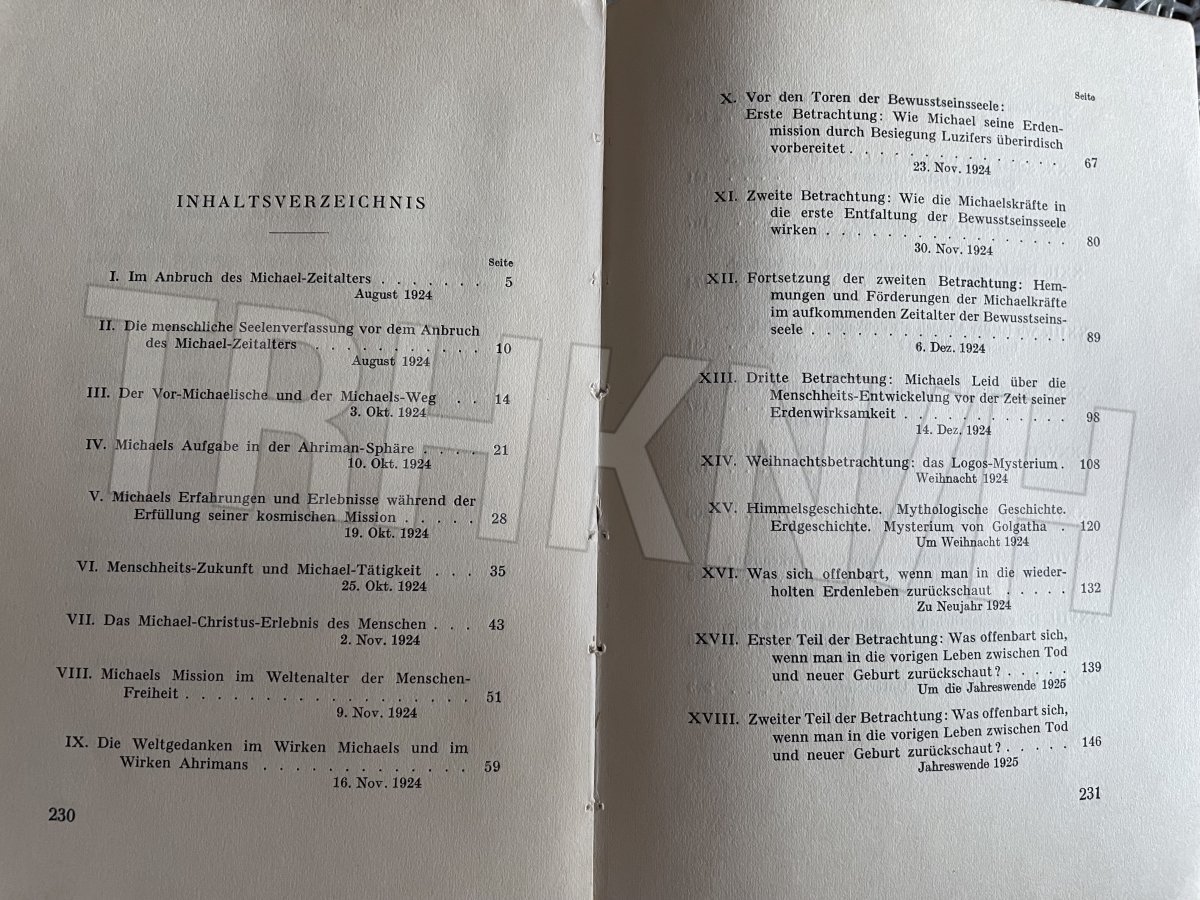 INHALTSVERZEICHNIS
Seite
I. Im Anbruch des Michael-Zeitalters . . . . . . . 5
August 1924
II. Die menschliche Seelenverfassung vor dem Anbruch
des Michael-Zeitalters . . . . . . . . . . . 10
August 1924
III. Der Vor-Michaelische und der Michaels-Weg . . 14
3. Okt. 1924
IV. Michaels Aufgabe in der Ahriman-Sphäre . . . . 21
10. Okt. 1924
V. Michaels Erfahrungen und Erlebnisse während der
Erfüllung seiner kosmischen Mission . . . . . 28
19. Okt. 1924
VI. Menschheits-Zukunft und Michael-Tätigkeit . . . 35
25. Okt. 1924
VII. Das Michael-Christus-Erlebnis des Menschen . . . 43
2. Nov. 1924
VIII. Michaels Mission im Weltenalter der Menschen-
Freiheit . . . . . . . . . . . . . . . . . . 51
9. Nov. 1924
IX. Die Weltgedanken im Wirken Michaels und im
Wirken Ahrimans . . . . . . . . . . . . . 59
16. Nov. 1924
230
Seite
X. Vor den Toren der Bewusstseinsseele:
Erste Betrachtung: Wie Michael seine Erden-
mission durch Besiegung Luzifers überirdisch
vorbereitet . . . . . . . . . . . . . . . 67
23. Nov. 1924
XI. Zweite Betrachtung: Wie die Michaelskräfte in
die erste Entfaltung der Bewusstseinsseele
wirken . . . . . . . . . . . . . . . . . 80
30. Nov. 1924
XII. Fortsetzung der zweiten Betrachtung: Hem-
mungen und Förderungen der Michaelkräfte
im aufkommenden Zeitalter der Bewusstseins-
seele . . . . . . . . . . . . . . . . . . 89
6. Dez. 1924
XIII. Dritte Betrachtung: Michaels Leid über die
Menschheits-Entwickelung vor der Zeit seiner
Erdenwirksamkeit . . . . . . . . . . . . 98
14. Dez. 1924
XIV. Weihnachtsbetrachtung: das Logos-Mysterium . 108
Weihnacht 1924
XV. Himmelsgeschichte. Mythologische Geschichte.
Erdgeschichte. Mysterium von Golgatha . 120
Um Weihnacht 1924
XVI. Was sich offenbart, wenn man in die wieder-
holten Erdenleben zurückschaut . . . . . 132
Zu Neujahr 1924
XVII. Erster Teil der Betrachtung: Was offenbart sich,
wenn man in die vorigen Leben zwischen Tod
und neuer Geburt zurückschaut? . . . . . 139
Um die Jahreswende 1925
XVIII. Zweiter Teil der Betrachtung: Was offenbart sich,
wenn man in die vorigen Leben zwischen Tod
und neuer Geburt zurückschaut? . . . . . 146
Jahreswende 1925
231
TRHKNIH